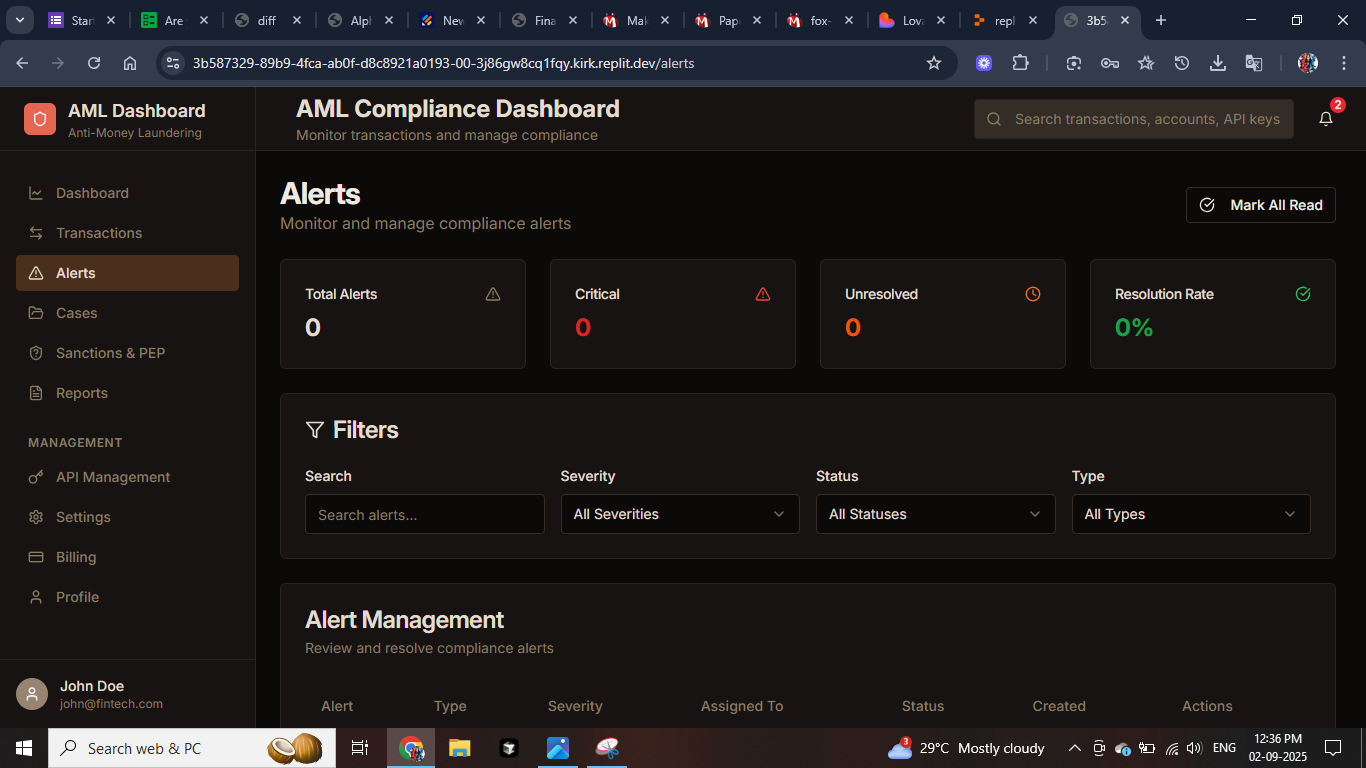 Start
Are
diff
Alph
New
Fina
Mak
Pap
fox-
Lova
repl
3b58
3b587329-89b9-4fca-ab0f-d8c8921a0193-00-3j86gw8cq1fqy.kirk.replit.dev/alerts
AML Dashboard
Anti-Money Laundering
AML Compliance Dashboard
Monitor transactions and manage compliance
Search transactions, accounts, API keys
2
Dashboard
Transactions
Alerts
Cases
Sanctions & PEP
Reports
MANAGEMENT
API Management
Settings
Billing
Profile
John Doe
john@fintech.com
Alerts
Monitor and manage compliance alerts
Mark All Read
Total Alerts
0
Critical
0
Unresolved
0
Resolution Rate
0%
Filters
Search
Severity
Status
Type
Search alerts...
All Severities
All Statuses
All Types
Alert Management
Review and resolve compliance alerts
Alert Type Severity Assigned To Status Created Actions
Search web & PC
3
29°C Mostly cloudy
ENG
12:36 PM
02-09-2025